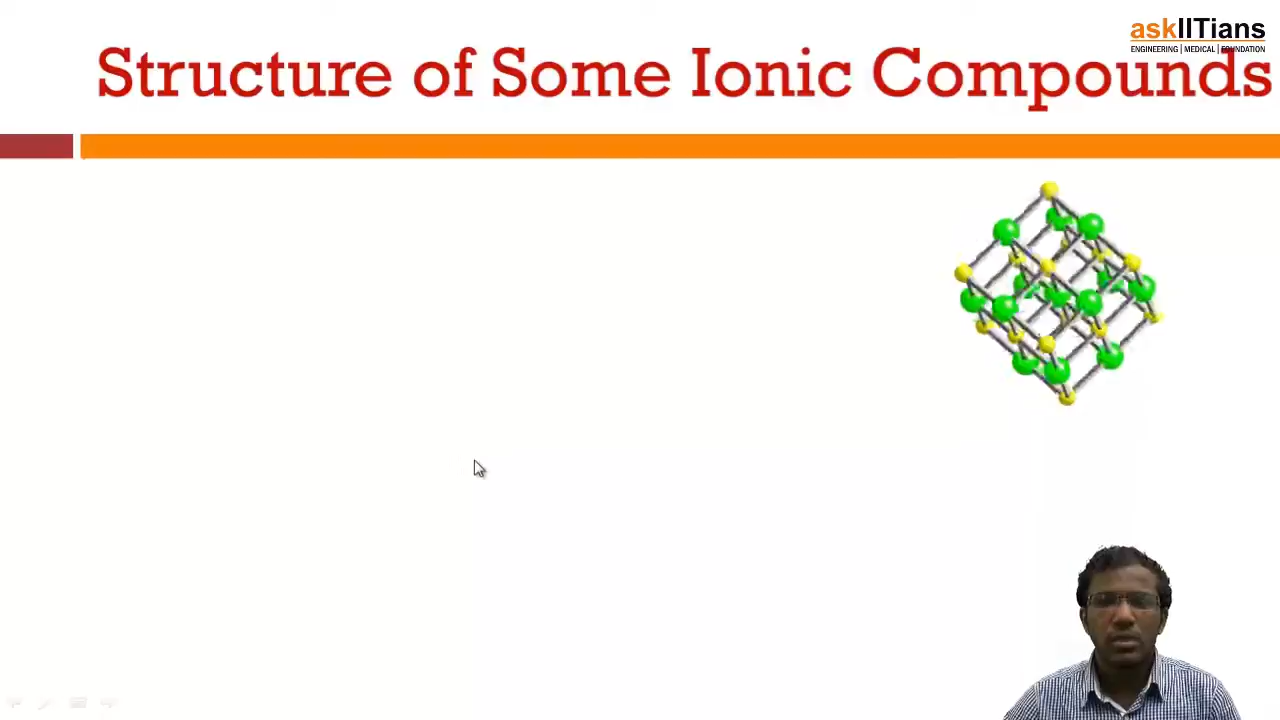 askIITians
ENGINEERING | MEDICAL | FOUNDATION
Structure of Some Ionic Compounds